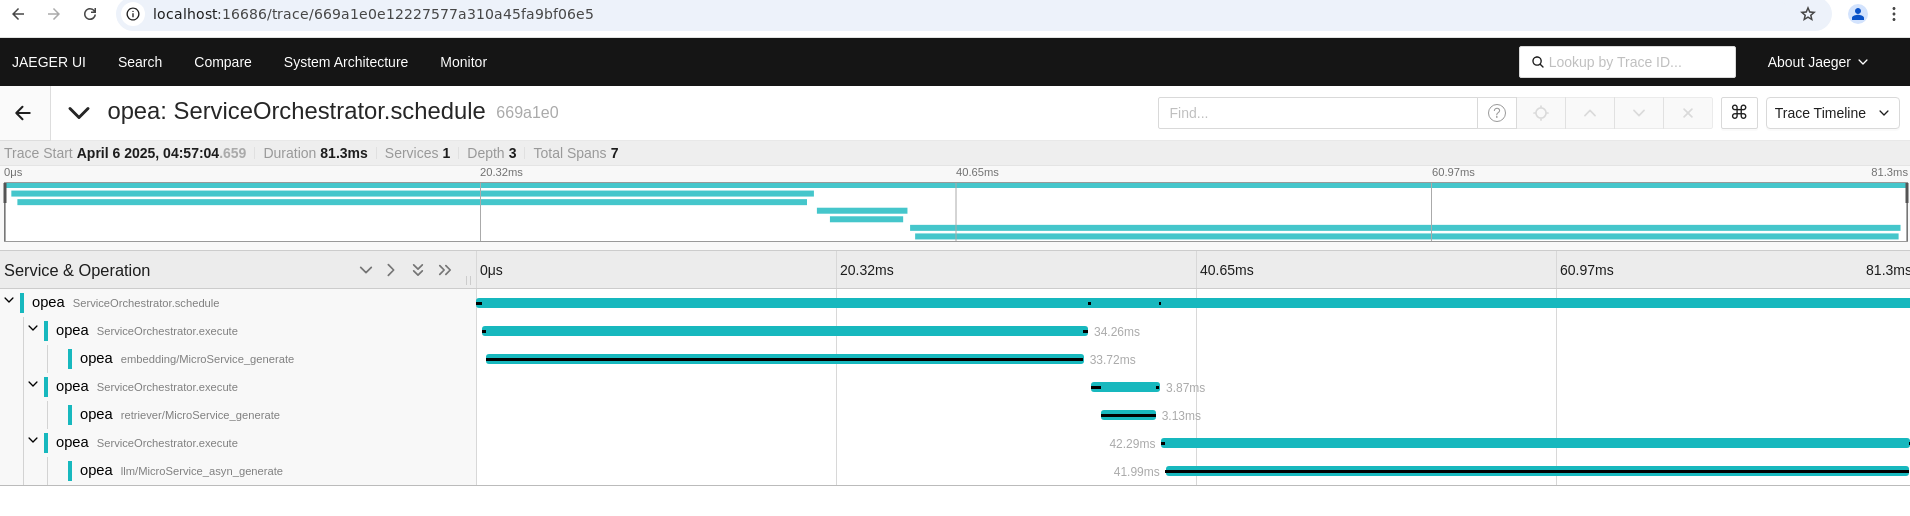 localhost:16686/trace/669a1e0e12227577a310a45fa9bf06e5
JAEGER UI Search Compare System Architecture Monitor Lookup by Trace ID... About Jaeger
opea: ServiceOrchestrator.schedule 669a1e0 Find... ? ⌘ Trace Timeline
Trace Start April 6 2025, 04:57:04.659 Duration 81.3ms Services 1 Depth 3 Total Spans 7
0μs 20.32ms 40.65ms 60.97ms 81.3ms
Service & Operation 0μs 20.32ms 40.65ms 60.97ms 81.3ms
opea ServiceOrchestrator.schedule
opea ServiceOrchestrator.execute 34.26ms
opea embedding/MicroService_generate 33.72ms
opea ServiceOrchestrator.execute 3.87ms
opea retriever/MicroService_generate 3.13ms
opea ServiceOrchestrator.execute 42.29ms
opea llm/MicroService_asyn_generate 41.99ms